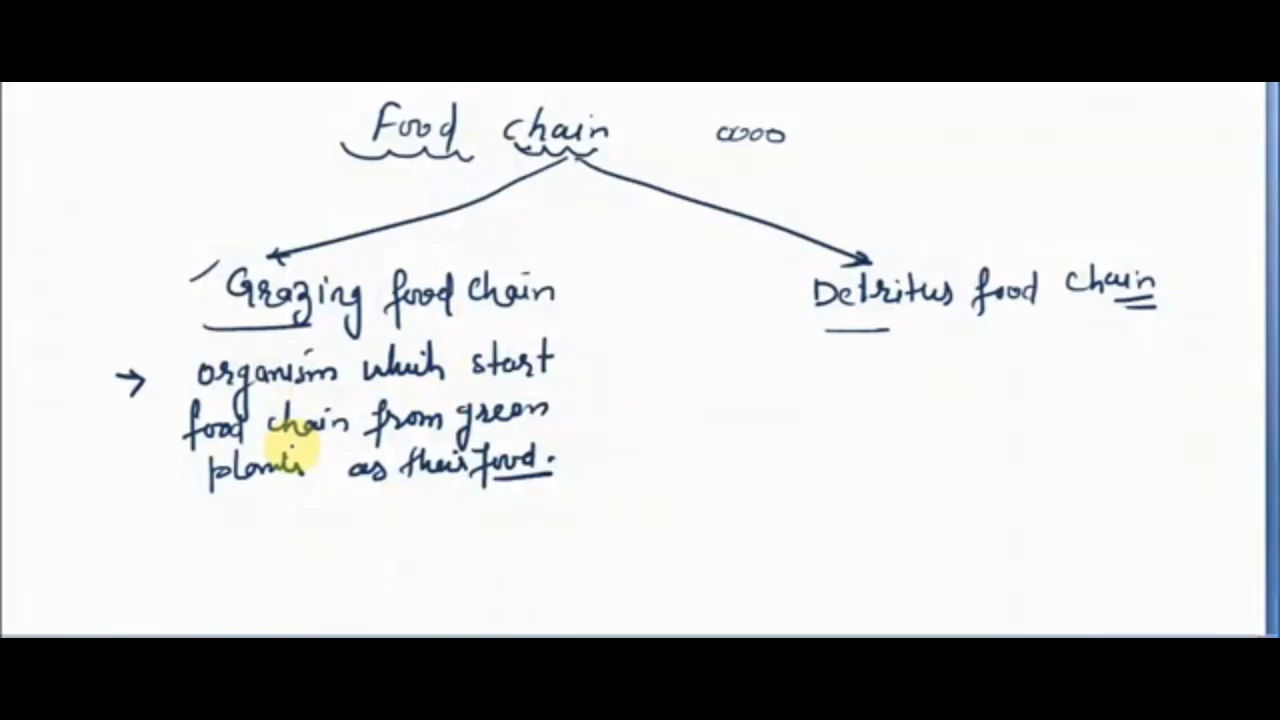 Food chain
Grazing food chain
Detritus food chain
→ organism which start
food chain from green
plants as their food.